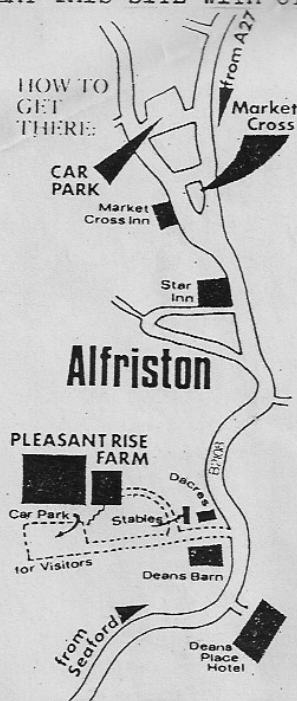 HOW TO
GET
THERE:
from A27
Market
Cross
CAR
PARK
Market
Cross Inn
Star
Inn
Alfriston
B2108
PLEASANT RISE
FARM
Dacres
Car Park
Stables
for Visitors
Deans Barn
from
Seaford
Deans
Place
Hotel